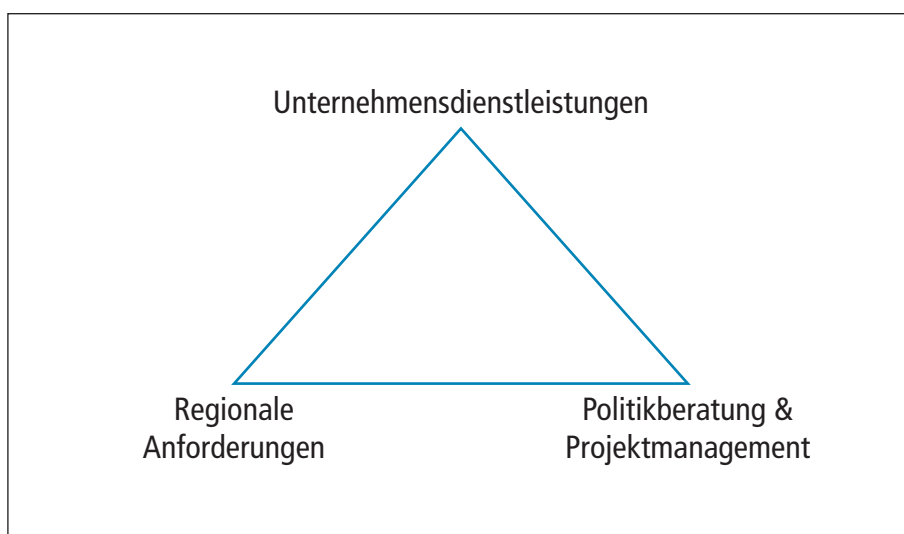 Unternehmensdienstleistungen
Regionale
Anforderungen
Politikberatung &
Projektmanagement